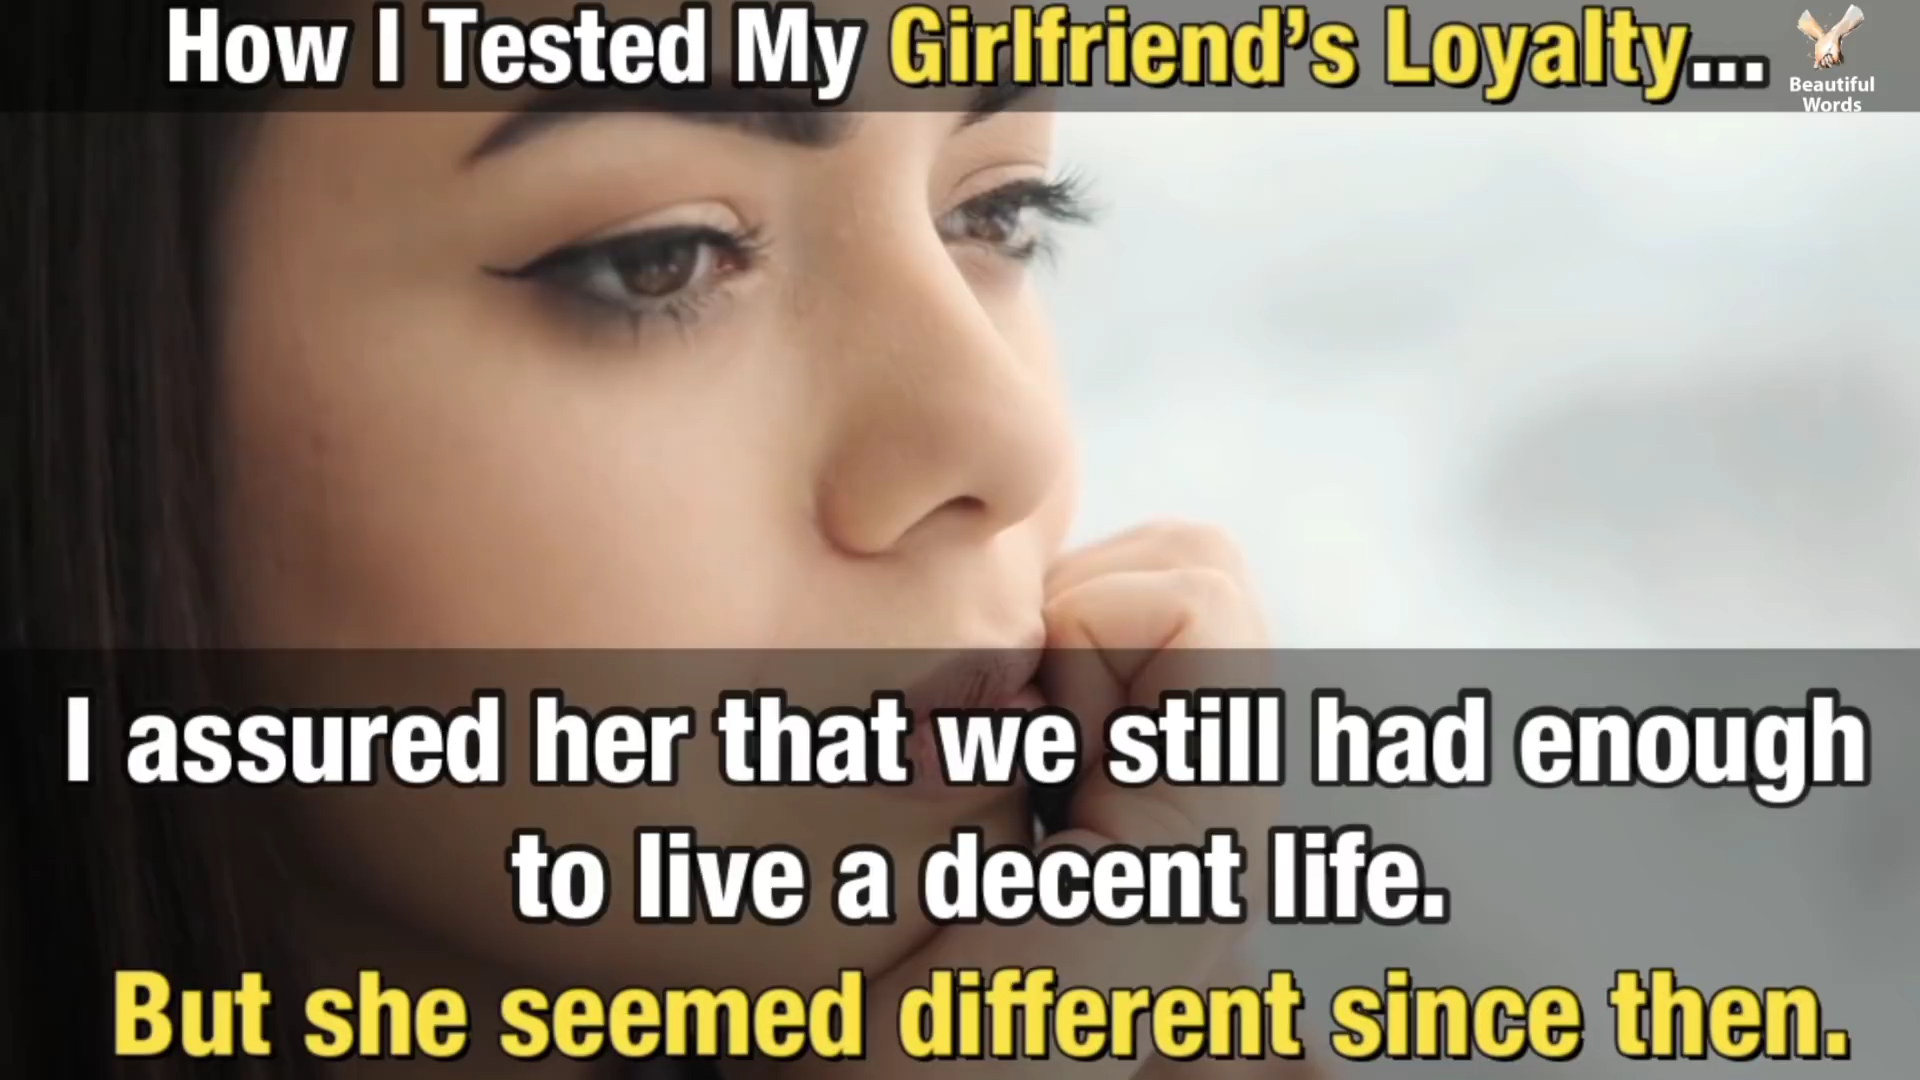 How I Tested My Girlfriend’s Loyalty...
Beautiful
Words
I assured her that we still had enough
to live a decent life.
But she seemed different since then.